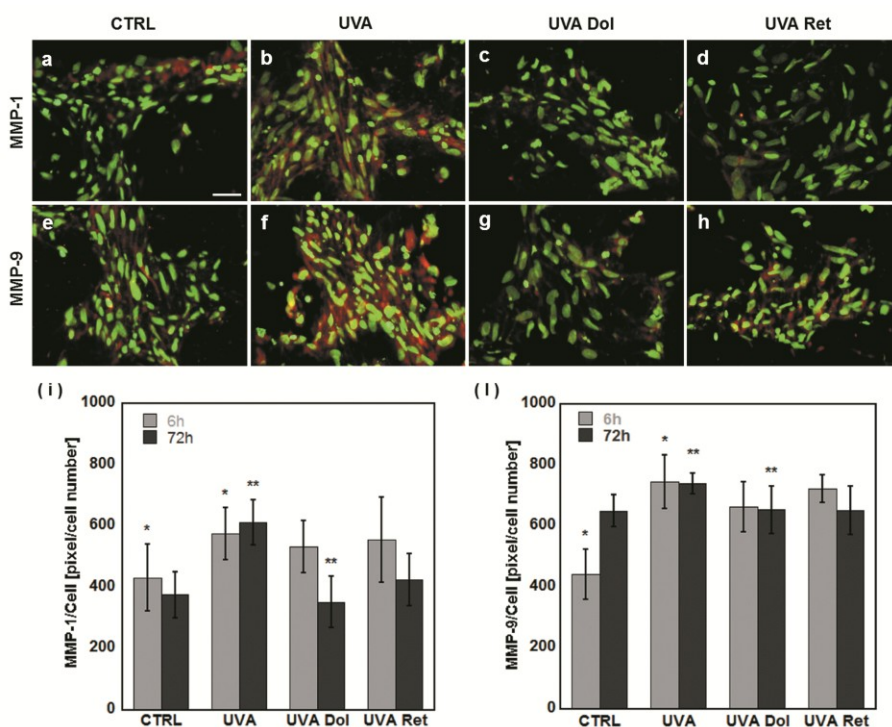 CTRL UVA UVA Dol UVA Ret
MMP-1
a b c d
MMP-9
e f g h
( i )
1000
800
600
400
200
0
MMP-1/Cell [pixel/cell number]
6h
72h
* * ** **
CTRL UVA UVA Dol UVA Ret
( l )
1000
800
600
400
200
0
MMP-9/Cell [pixel/cell number]
6h
72h
* * ** **
CTRL UVA UVA Dol UVA Ret